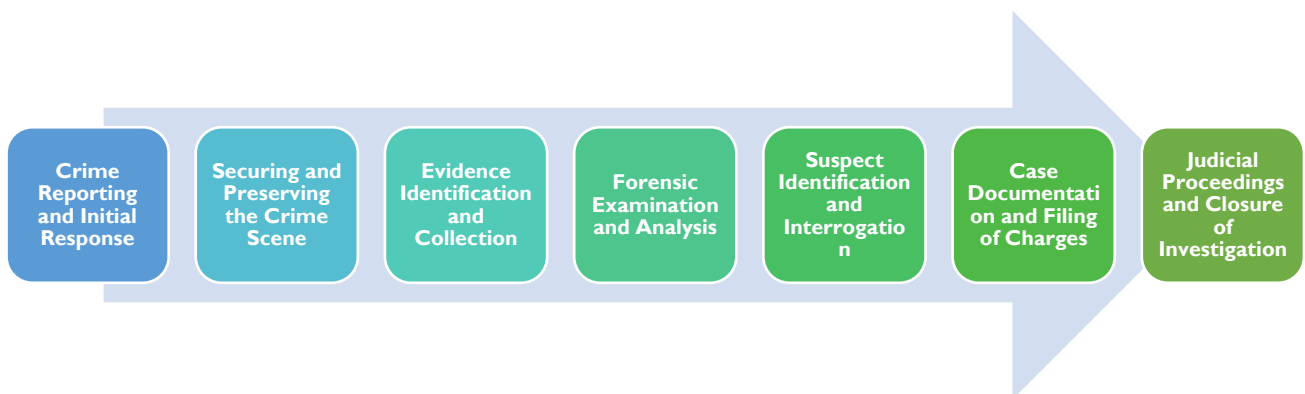 Crime
Reporting
and Initial
Response
Securing and
Preserving
the Crime
Scene
Evidence
Identification
and
Collection
Forensic
Examination
and Analysis
Suspect
Identification
and
Interrogatio
n
Case
Documentati
on and Filing
of Charges
Judicial
Proceedings
and Closure
of
Investigation